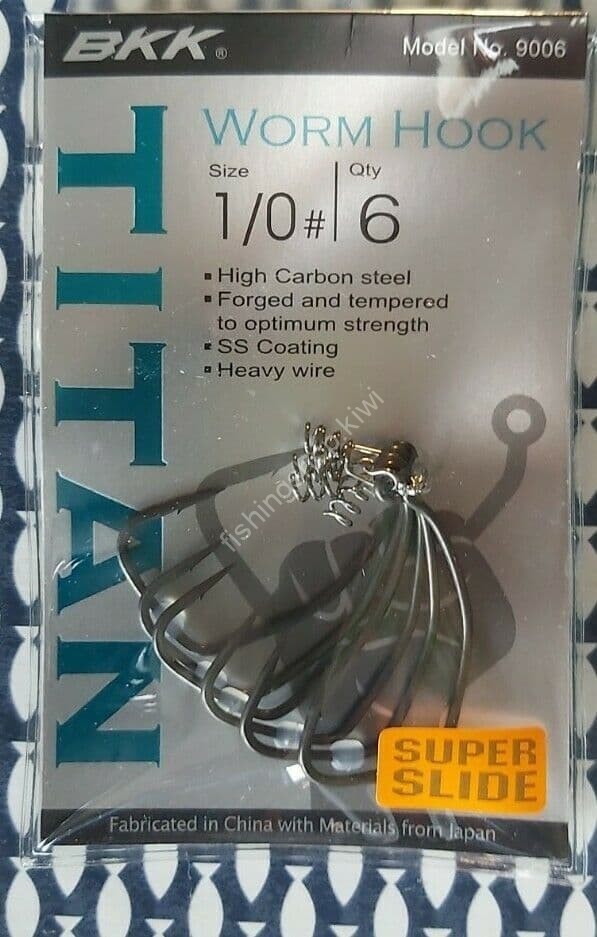 BKK®
Model No. 9006
TITAN
WORM HOOK
Size
Qty
1/0#
6
High Carbon steel
Forged and tempered
to optimum strength
SS Coating
Heavy wire
SUPER
SLIDE
Fabricated in China with Materials from Japan